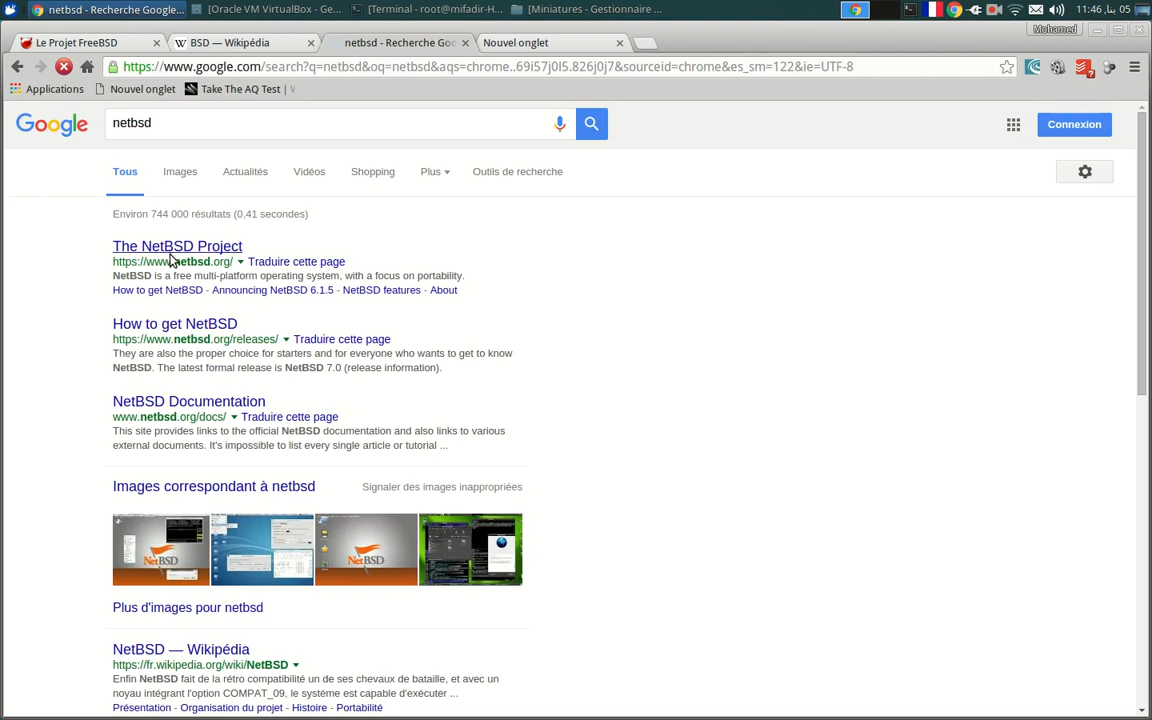 netbsd - Recherche Google...
[Oracle VM VirtualBox - Ge...
[Terminal - root@mifadir-H...
[Miniatures - Gestionnaire ...
11:46 ,ينا 05
Le Projet FreeBSD
BSD — Wikipédia
netbsd - Recherche Goo
Nouvel onglet
Mohamed
https://www.google.com/search?q=netbsd&oq=netbsd&aqs=chrome..69i57j0l5.826j0j7&sourceid=chrome&es_sm=122&ie=UTF-8
Applications
Nouvel onglet
Take The AQ Test | V
Google
netbsd
Connexion
Tous
Images
Actualités
Vidéos
Shopping
Plus
Outils de recherche
Environ 744 000 résultats (0,41 secondes)
The NetBSD Project
https://www.netbsd.org/ Traduire cette page
NetBSD is a free multi-platform operating system, with a focus on portability.
How to get NetBSD - Announcing NetBSD 6.1.5 - NetBSD features - About
How to get NetBSD
https://www.netbsd.org/releases/ Traduire cette page
They are also the proper choice for starters and for everyone who wants to get to know
NetBSD. The latest formal release is NetBSD 7.0 (release information).
NetBSD Documentation
www.netbsd.org/docs/ Traduire cette page
This site provides links to the official NetBSD documentation and also links to various
external documents. It's impossible to list every single article or tutorial ...
Images correspondant à netbsd
Signaler des images inappropriées
NetBSD
NetBSD
Plus d'images pour netbsd
NetBSD — Wikipédia
https://fr.wikipedia.org/wiki/NetBSD
Enfin NetBSD fait de la rétro compatibilité un de ses chevaux de bataille, et avec un
noyau intégrant l'option COMPAT_09, le système est capable d'exécuter ...
Présentation - Organisation du projet - Histoire - Portabilité